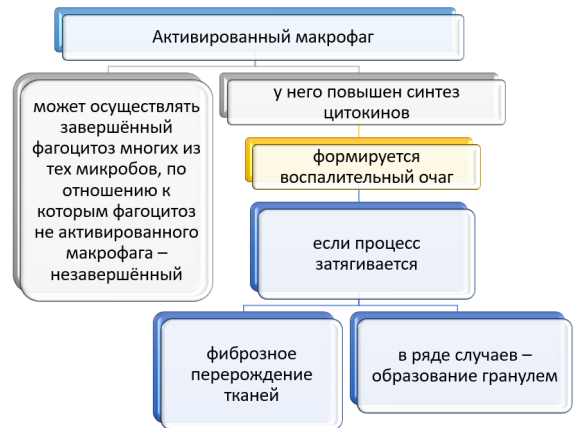 Активированный макрофаг
может осуществлять
завершённый
фагоцитоз многих из
тех микробов, по
отношению к
которым фагоцитоз
не активированного
макрофага –
незавершённый
у него повышен синтез
цитокинов
формируется
воспалительный очаг
если процесс
затягивается
фиброзное
перерождение
тканей
в ряде случаев –
образование гранулем